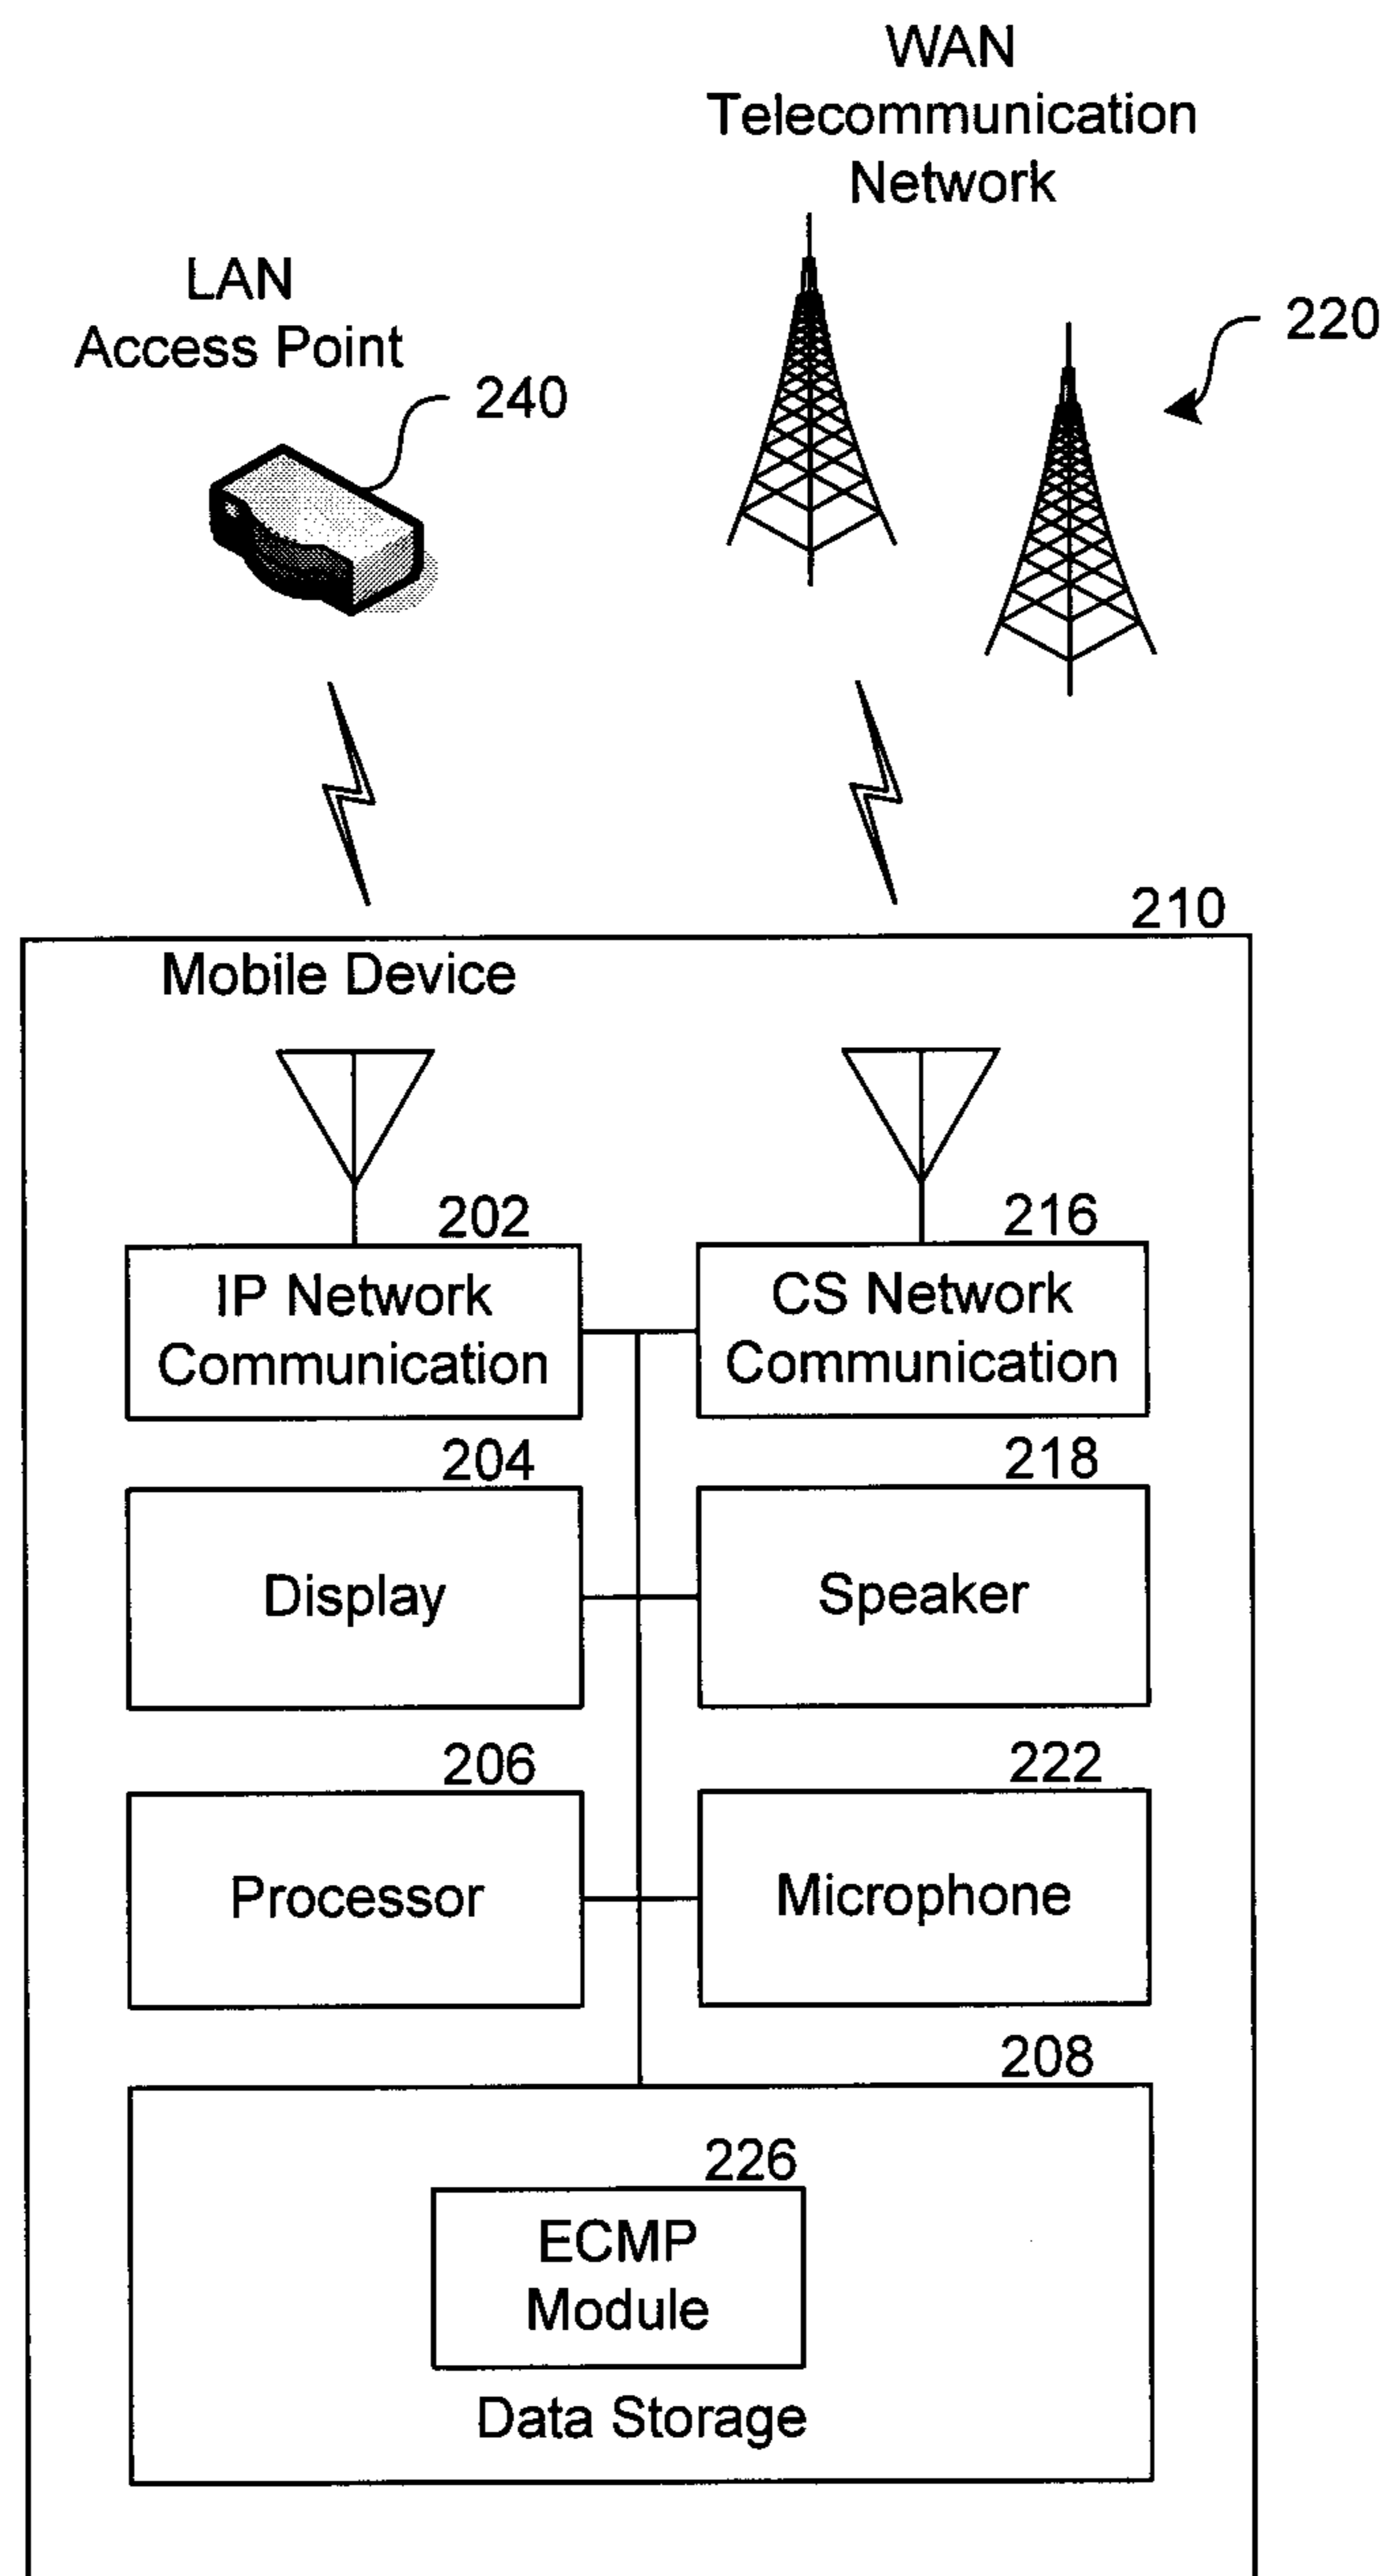 WAN
Telecommunication
Network
LAN
Access Point
220
240
210
Mobile Device
202
216
IP Network
Communication
CS Network
Communication
204
218
Display
Speaker
206
222
Processor
Microphone
208
226
ECMP
Module
Data Storage